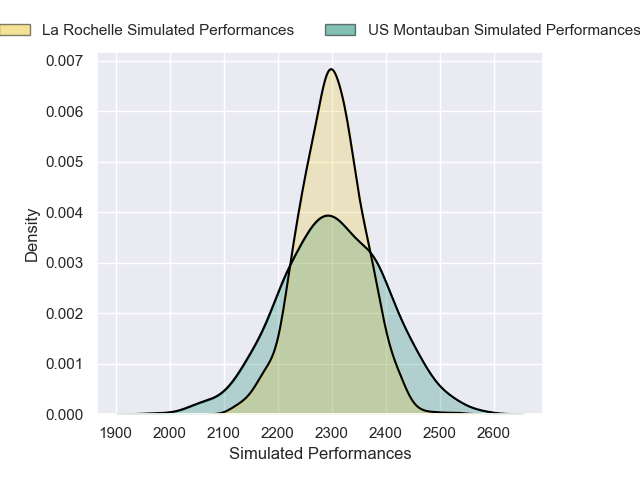 La Rochelle Simulated Performances
US Montauban Simulated Performances
0.007
0.006
0.005
0.004
0.003
0.002
0.001
0.000
Density
1900 2000 2100 2200 2300 2400 2500 2600
Simulated Performances